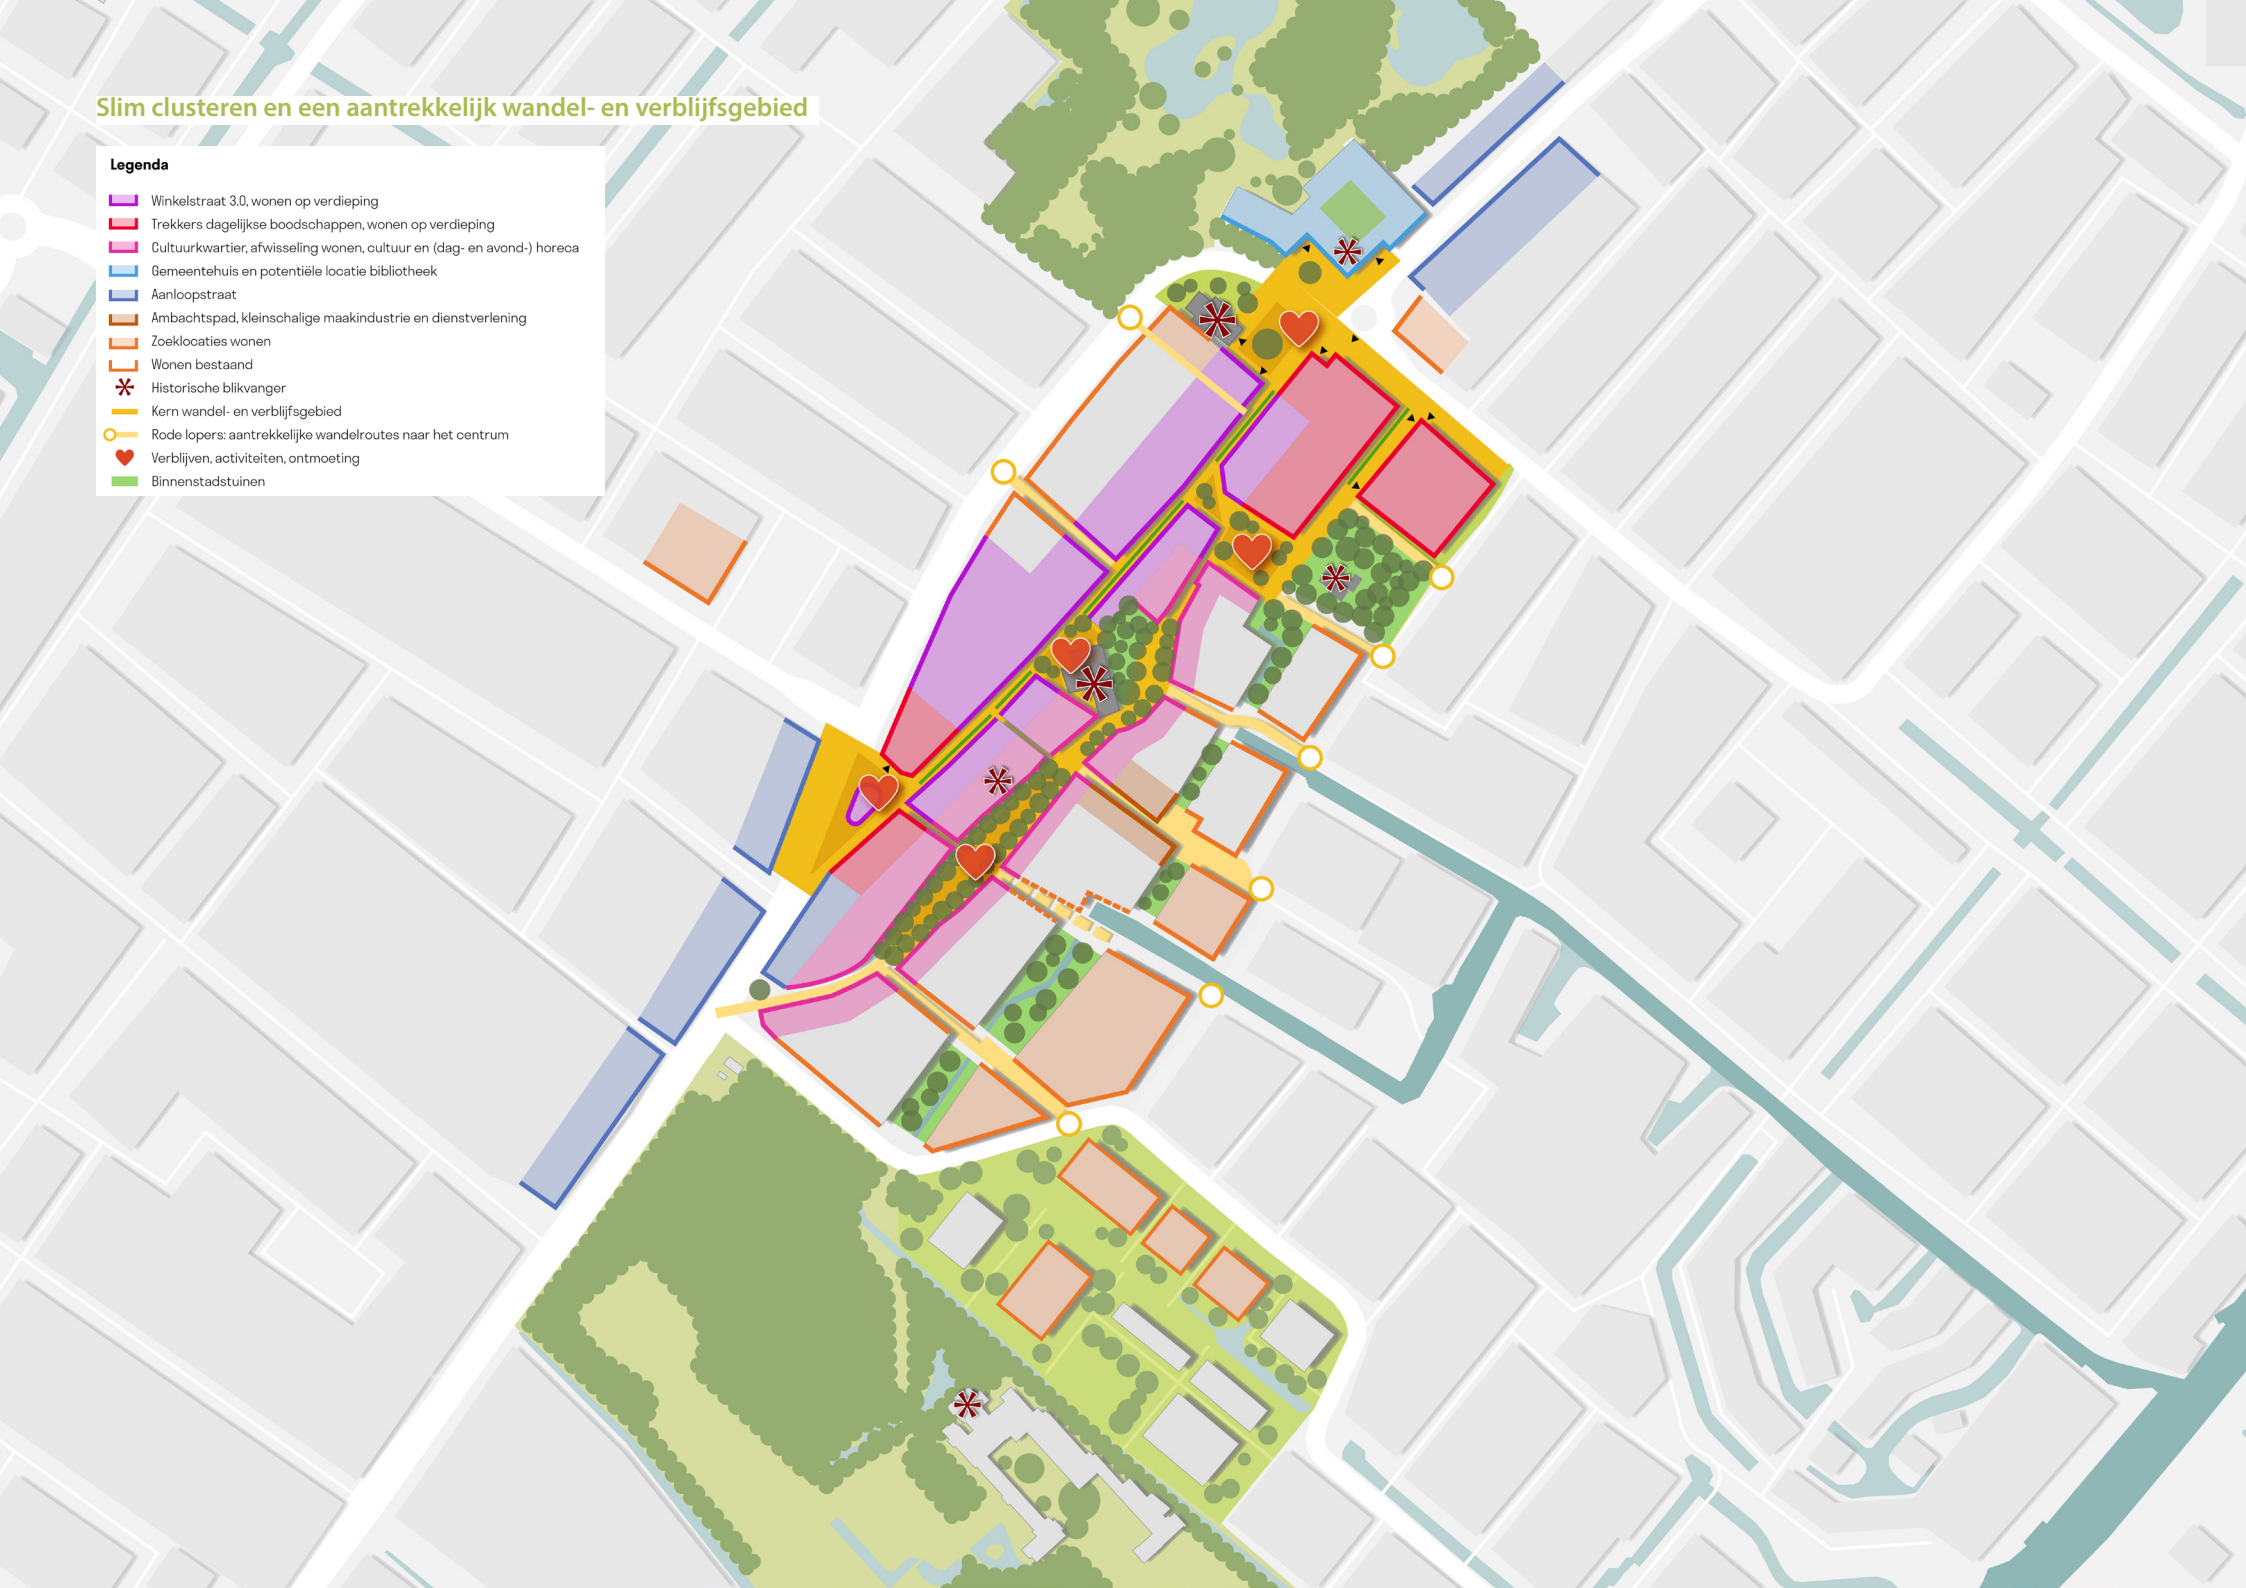 Slim clusteren en een aantrekkelijk wandel- en verblijfsgebied
Legenda
Winkelstraat 3.0, wonen op verdieping
Trekkers dagelijkse boodschappen, wonen op verdieping
Cultuurkwartier, afwisseling wonen, cultuur en (dag- en avond-) horeca
Gemeentehuis en potentiële locatie bibliotheek
Aanloopstraat
Ambachtspad, kleinschalige maakindustrie en dienstverlening
Zoeklocaties wonen
Wonen bestaand
Historische blikvanger
Kern wandel- en verblijfsgebied
Rode lopers: aantrekkelijke wandelroutes naar het centrum
Verblijven, activiteiten, ontmoeting
Binnenstadstuinen